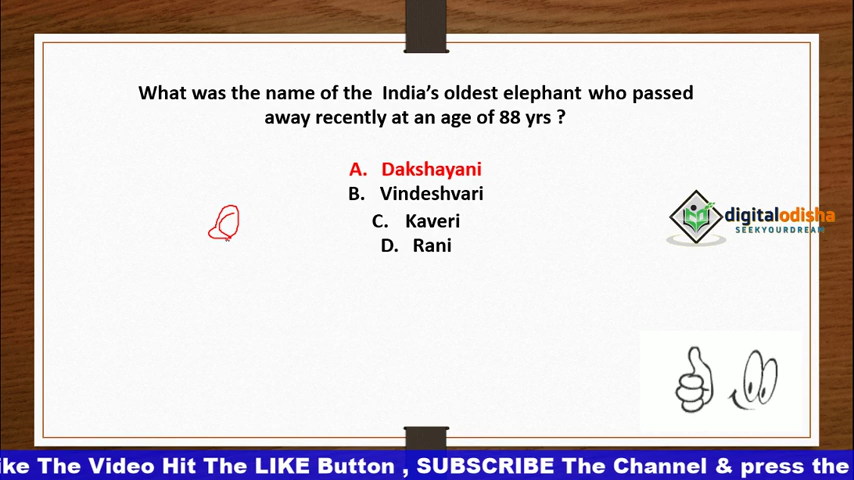 What was the name of the India's oldest elephant who passed
away recently at an age of 88 yrs ?
A. Dakshayani
B. Vindeshvari
C. Kaveri
D. Rani
digitalodisha
SEEKYOURDREAM
ike The Video Hit The LIKE Button , SUBSCRIBE The Channel & press the